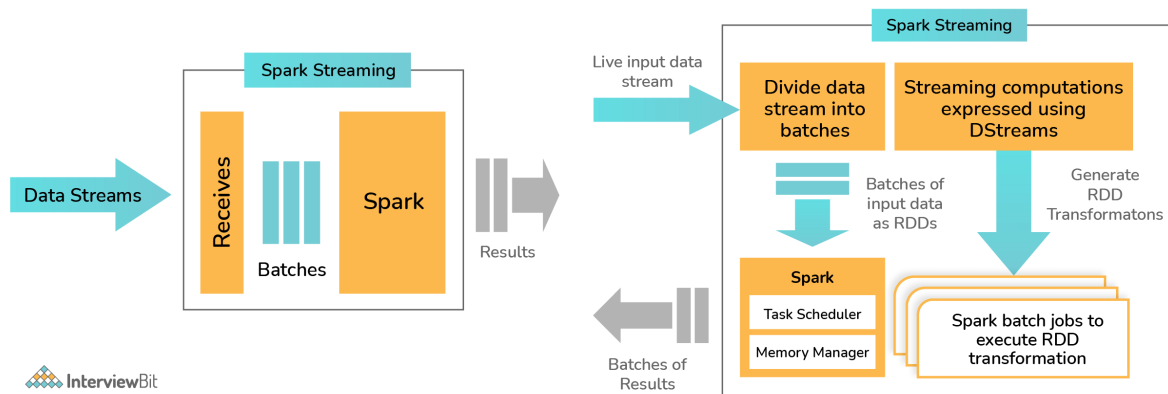 Spark Streaming
Data Streams
Receives
Batches
Spark
Results
InterviewBit
Spark Streaming
Live input data
stream
Divide data
stream into
batches
Streaming computations
expressed using
DStreams
Batches of
input data
as RDDs
Generate
RDD
Transformatons
Spark
Task Scheduler
Memory Manager
Spark batch jobs to
execute RDD
transformation
Batches of
Results